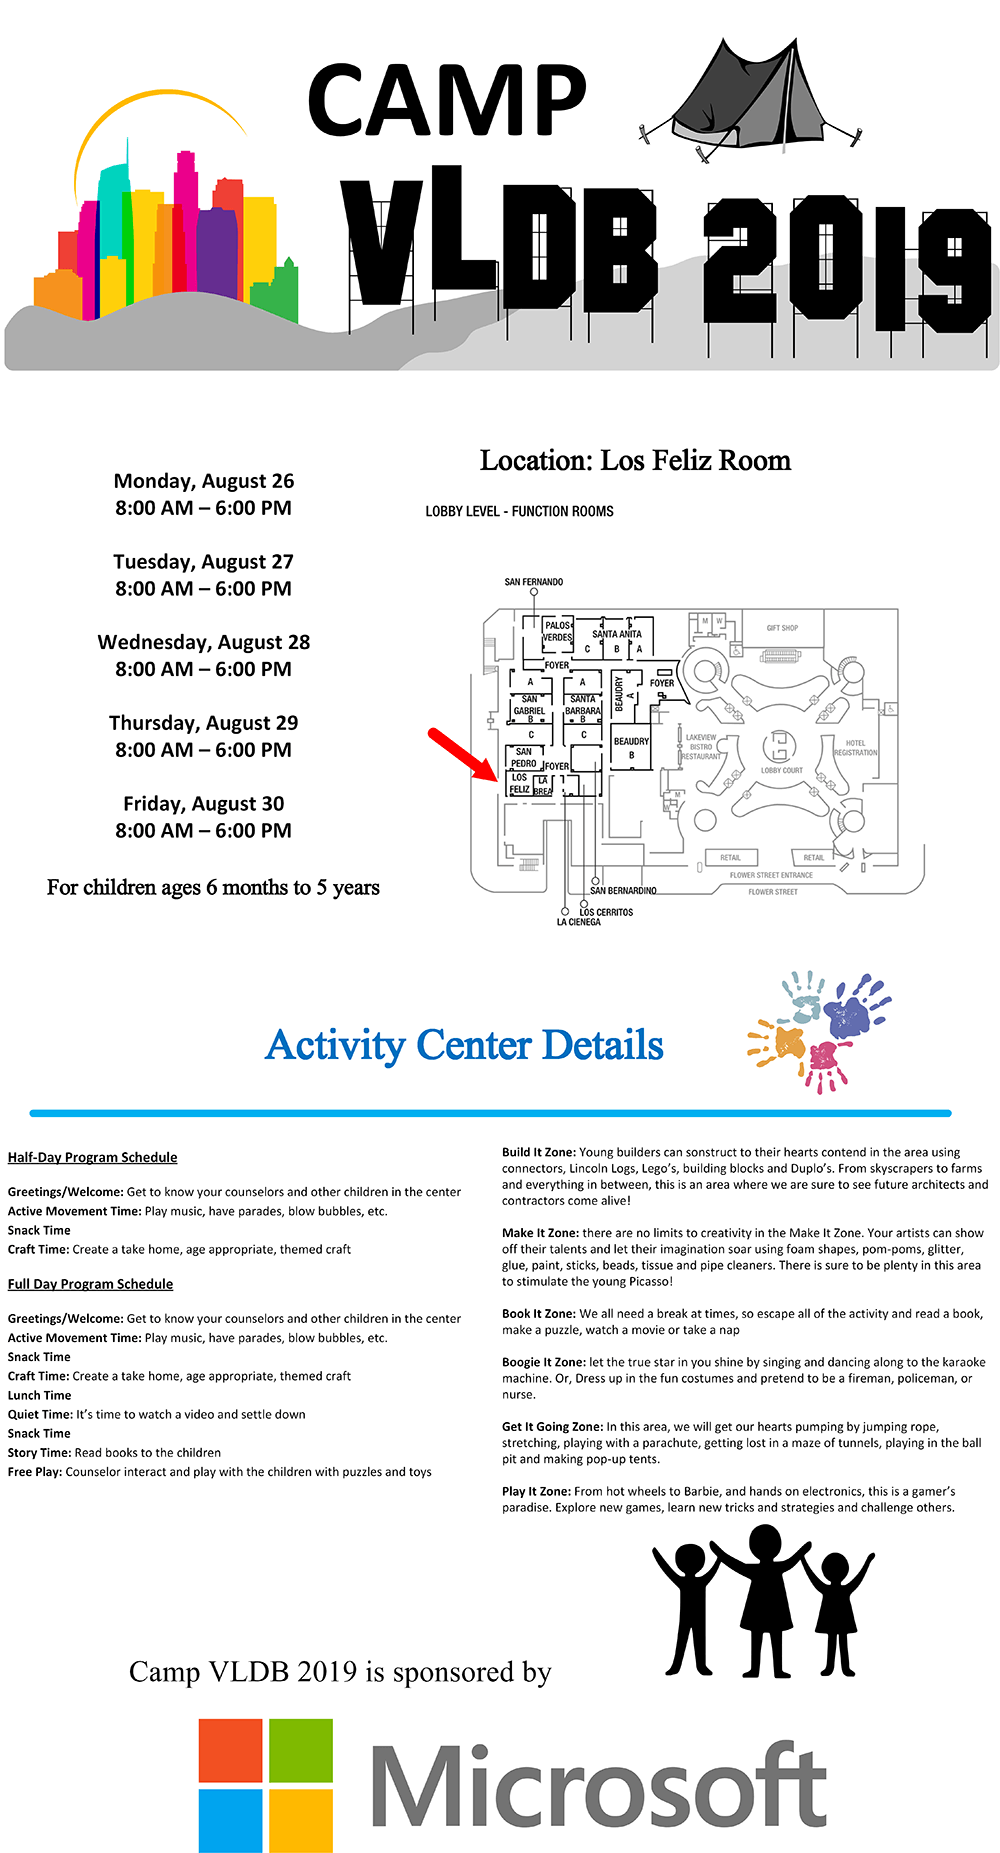 CAMP
VLDB 2019
Monday, August 26
8:00 AM – 6:00 PM
Tuesday, August 27
8:00 AM – 6:00 PM
Wednesday, August 28
8:00 AM – 6:00 PM
Thursday, August 29
8:00 AM – 6:00 PM
Friday, August 30
8:00 AM – 6:00 PM
For children ages 6 months to 5 years
Location: Los Feliz Room
LOBBY LEVEL - FUNCTION ROOMS
SAN FERNANDO
PALOS
VERDES
SANTA ANITA
C
B
A
FOYER
M
W
GIFT SHOP
A
A
SAN
GABRIEL
B
SANTA
BARBARA
B
C
C
BEAUDRY
A
FOYER
BEAUDRY
B
SAN
PEDRO
FOYER
LOS
FELIZ
LA
BREA
LAKEVIEW
BISTRO
RESTAURANT
LOBBY COURT
HOTEL
REGISTRATION
M
W
RETAIL
RETAIL
FLOWER STREET ENTRANCE
FLOWER STREET
SAN BERNARDINO
LOS CERRITOS
LA CIENEGA
Activity Center Details
Half-Day Program Schedule
Greetings/Welcome: Get to know your counselors and other children in the center
Active Movement Time: Play music, have parades, blow bubbles, etc.
Snack Time
Craft Time: Create a take home, age appropriate, themed craft
Full Day Program Schedule
Greetings/Welcome: Get to know your counselors and other children in the center
Active Movement Time: Play music, have parades, blow bubbles, etc.
Snack Time
Craft Time: Create a take home, age appropriate, themed craft
Lunch Time
Quiet Time: It's time to watch a video and settle down
Snack Time
Story Time: Read books to the children
Free Play: Counselor interact and play with the children with puzzles and toys
Build It Zone: Young builders can sonstruct to their hearts contend in the area using
connectors, Lincoln Logs, Lego's, building blocks and Duplo's. From skyscrapers to farms
and everything in between, this is an area where we are sure to see future architects and
contractors come alive!
Make It Zone: there are no limits to creativity in the Make It Zone. Your artists can show
off their talents and let their imagination soar using foam shapes, pom-poms, glitter,
glue, paint, sticks, beads, tissue and pipe cleaners. There is sure to be plenty in this area
to stimulate the young Picasso!
Book It Zone: We all need a break at times, so escape all of the activity and read a book,
make a puzzle, watch a movie or take a nap
Boogie It Zone: let the true star in you shine by singing and dancing along to the karaoke
machine. Or, Dress up in the fun costumes and pretend to be a fireman, policeman, or
nurse.
Get It Going Zone: In this area, we will get our hearts pumping by jumping rope,
stretching, playing with a parachute, getting lost in a maze of tunnels, playing in the ball
pit and making pop-up tents.
Play It Zone: From hot wheels to Barbie, and hands on electronics, this is a gamer's
paradise. Explore new games, learn new tricks and strategies and challenge others.
Camp VLDB 2019 is sponsored by
Microsoft